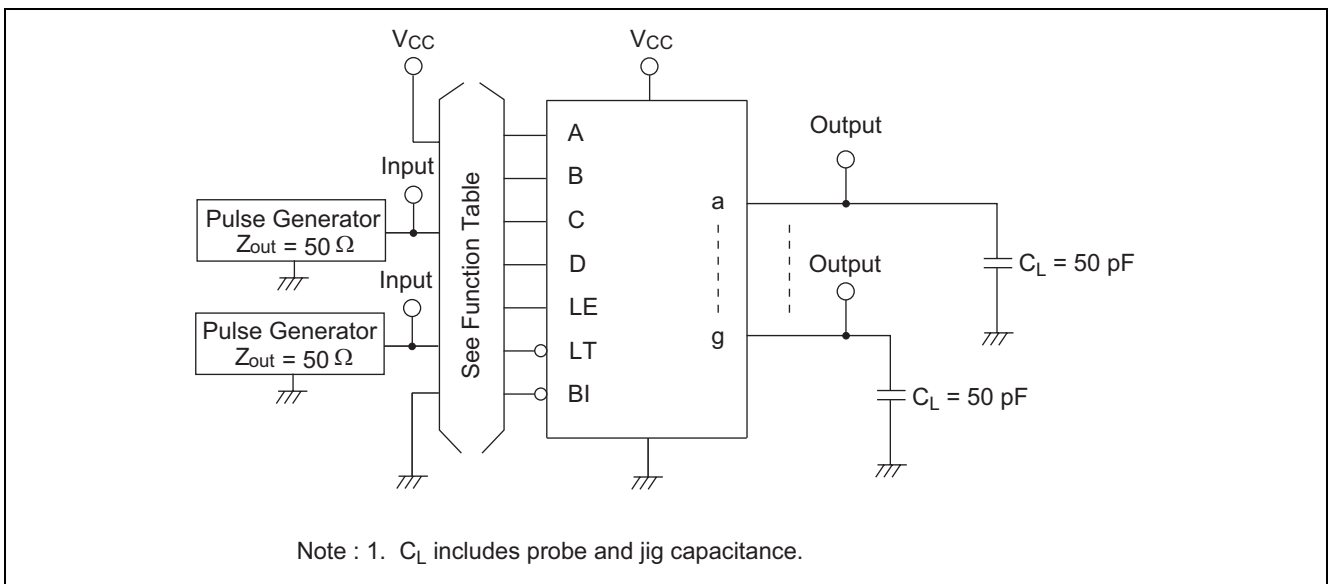 VCC
VCC
Input
Pulse Generator
Zout = 50 Ω
Input
Pulse Generator
Zout = 50 Ω
See Function Table
A
B
C
D
LE
LT
BI
a
g
Output
Output
CL = 50 pF
CL = 50 pF
Note : 1. CL includes probe and jig capacitance.